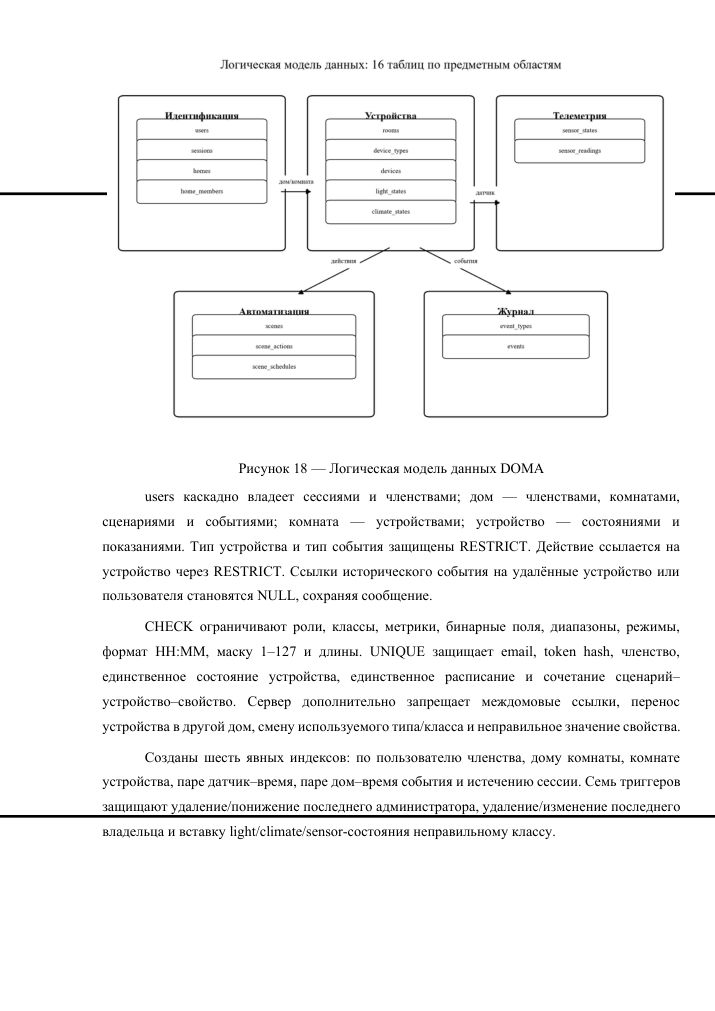 Логическая модель данных: 16 таблиц по предметным областям
Идентификация
users
sessions
homes
home_members
дом/комната
Устройства
rooms
device_types
devices
light_states
climate_states
датчик
Телеметрия
sensor_states
sensor_readings
действия
события
Автоматизация
scenes
scene_actions
scene_schedules
Журнал
event_types
events
Рисунок 18 — Логическая модель данных DOMA
users каскадно владеет сессиями и членствами; дом — членствами, комнатами,
сценариями и событиями; комната — устройствами; устройство — состояниями и
показаниями. Тип устройства и тип события защищены RESTRICT. Действие ссылается на
устройство через RESTRICT. Ссылки исторического события на удалённые устройство или
пользователя становятся NULL, сохраняя сообщение.
CHECK ограничивают роли, классы, метрики, бинарные поля, диапазоны, режимы,
формат HH:MM, маску 1–127 и длины. UNIQUE защищает email, token hash, членство,
единственное состояние устройства, единственное расписание и сочетание сценарий–
устройство–свойство. Сервер дополнительно запрещает междомовые ссылки, перенос
устройства в другой дом, смену используемого типа/класса и неправильное значение свойства.
Созданы шесть явных индексов: по пользователю членства, дому комнаты, комнате
устройства, паре датчик–время, паре дом–время события и истечению сессии. Семь триггеров
защищают удаление/понижение последнего администратора, удаление/изменение последнего
владельца и вставку light/climate/sensor-состояния неправильному классу.